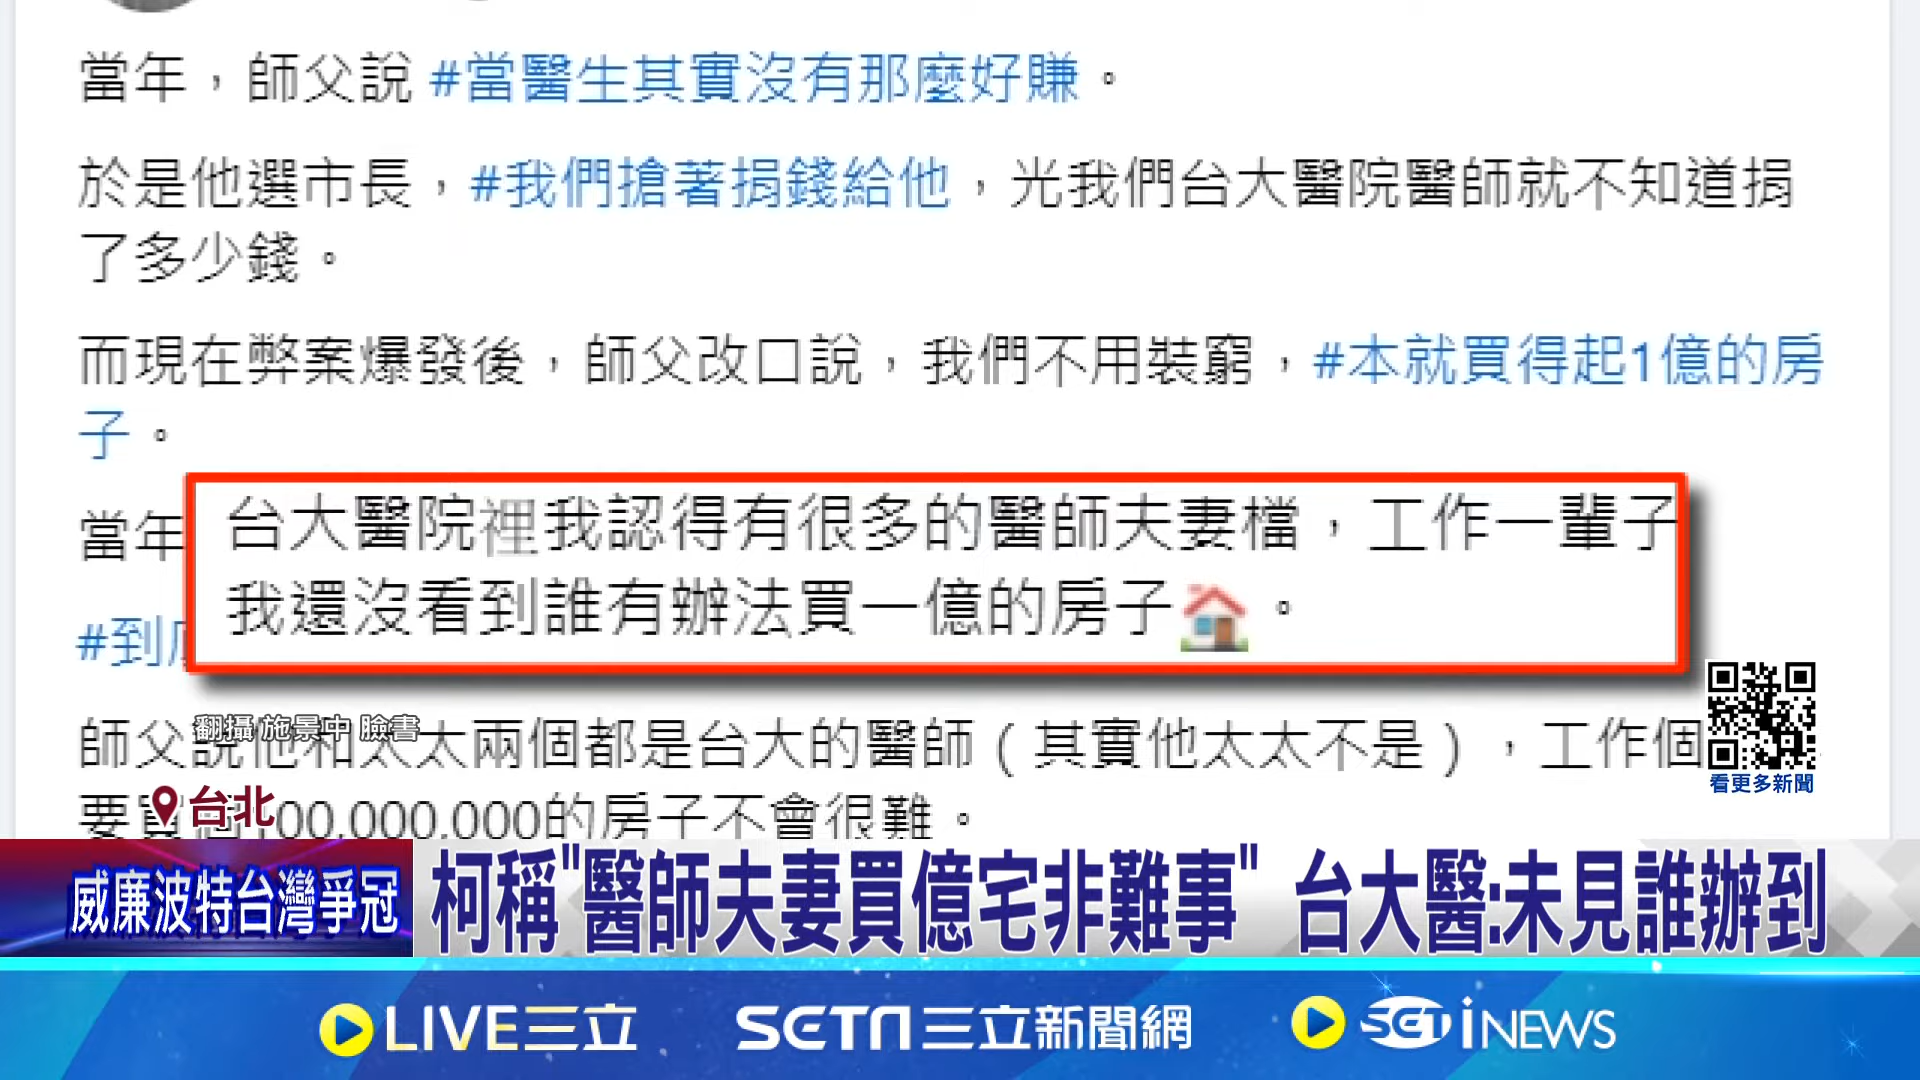 當年，師父說 #當醫生其實沒有那麼好賺。
於是他選市長，#我們搶著捐錢給他，光我們台大醫院醫師就不知道捐
了多少錢。
而現在弊案爆發後，師父改口說，我們不用裝窮，#本就買得起1億的房
子。
當年
台大醫院裡我認得有很多的醫師夫妻檔，工作一輩子
我還沒看到誰有辦法買一億的房子。
#到
翻攝 施景中 臉書
師父說他和太太兩個都是台大的醫師（其實他太太不是），工作個
要買個100,000,000的房子不會很難。
看更多新聞
台北
威廉波特台灣爭冠
柯稱"醫師夫妻買億宅非難事" 台大醫:未見誰辦到
LIVE三立
SETN三立新聞網
SET iNEWS